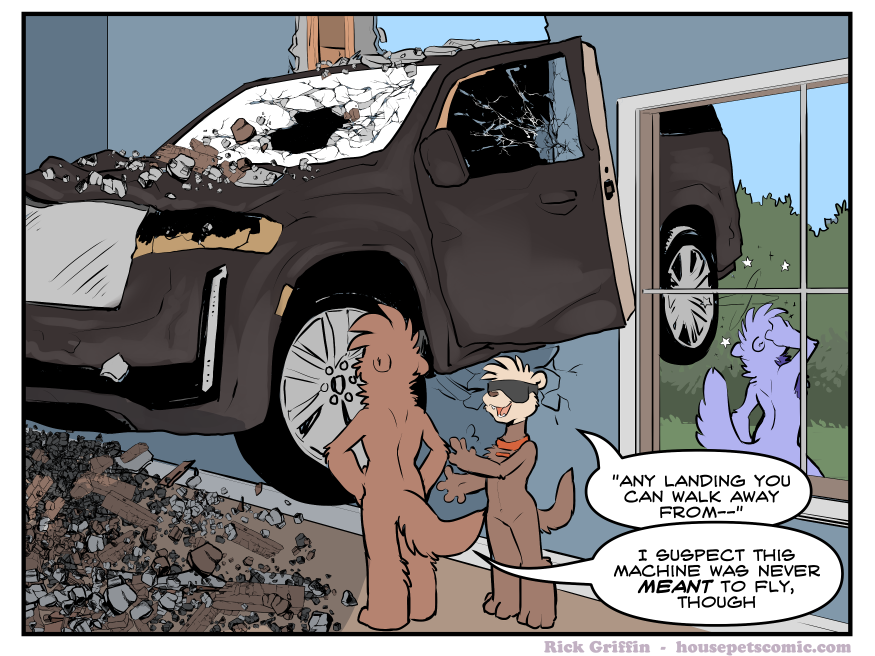 "ANY LANDING YOU
CAN WALK AWAY
FROM--"
I SUSPECT THIS
MACHINE WAS NEVER
MEANT TO FLY,
THOUGH
Rick Griffin - housepetscomic.com